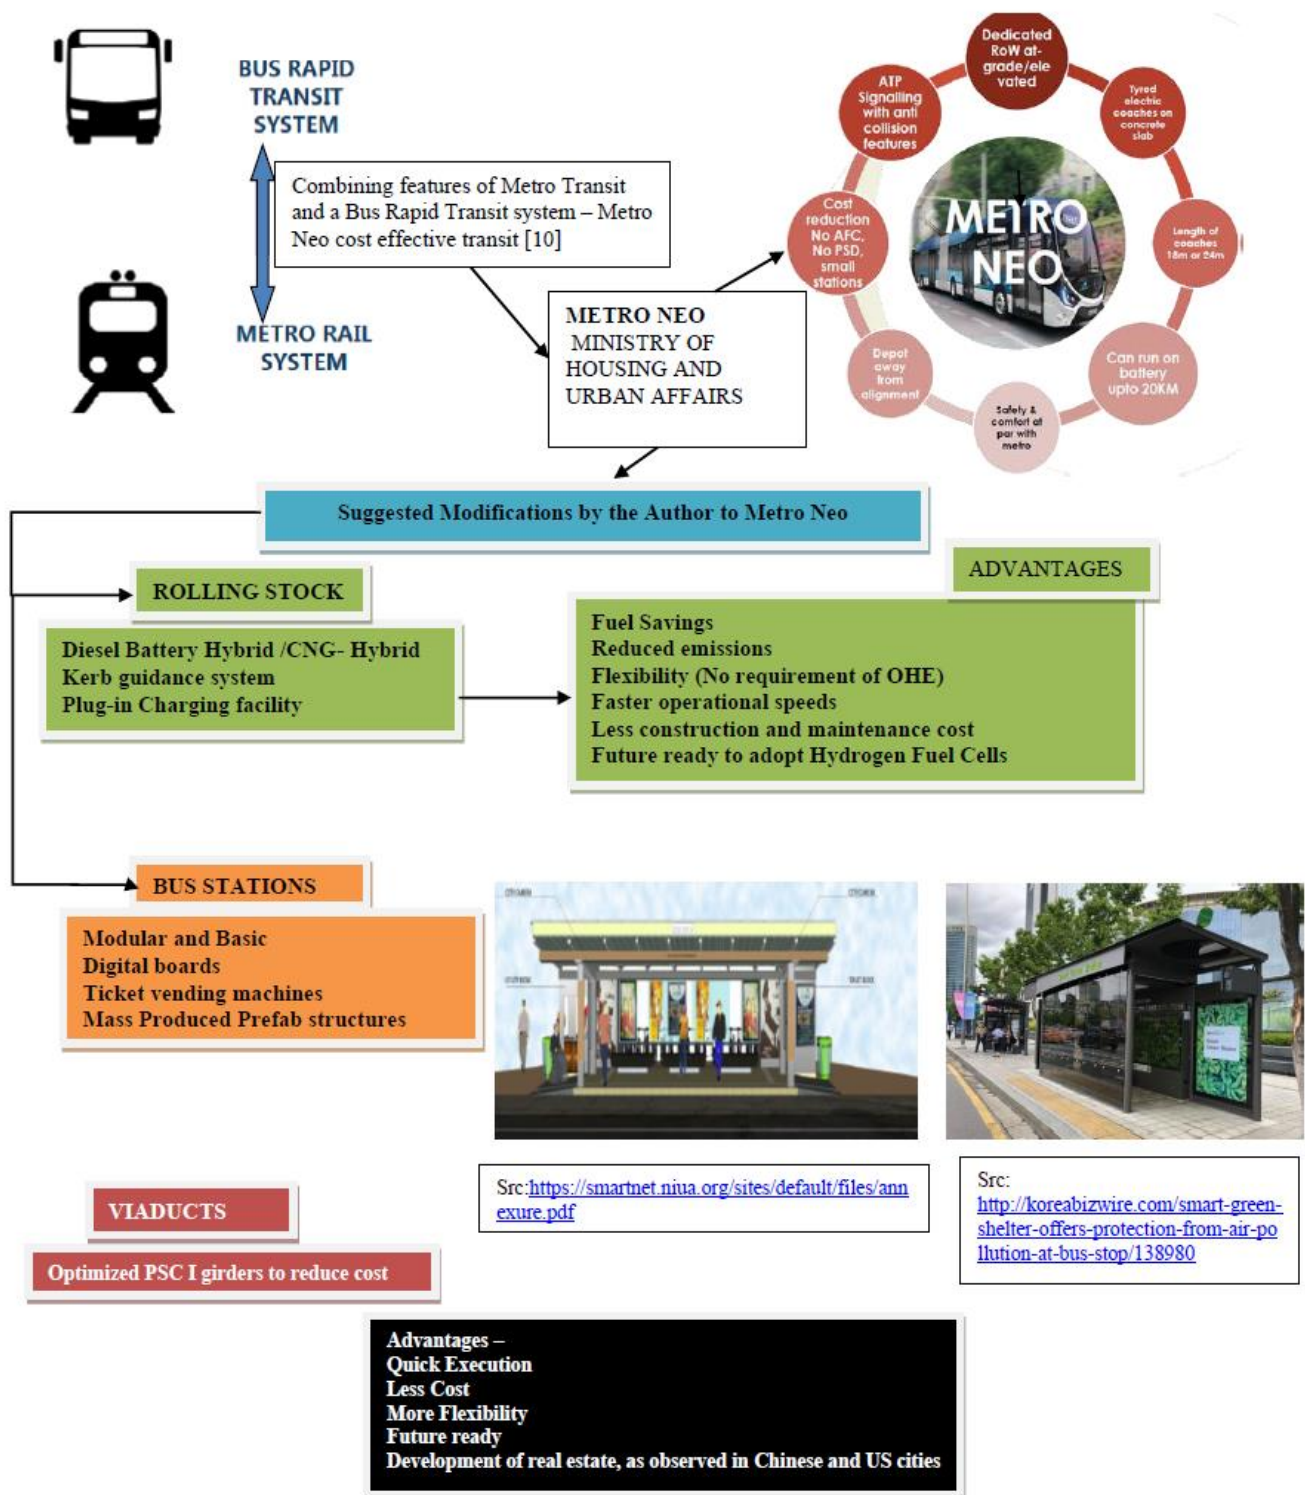 BUS RAPID
TRANSIT
SYSTEM
METRO RAIL
SYSTEM
Combining features of Metro Transit
and a Bus Rapid Transit system – Metro
Neo cost effective transit [10]
METRO NEO
MINISTRY OF
HOUSING AND
URBAN AFFAIRS
Dedicated
RoW at-
grade/ele
vated
Tyred
electric
coaches on
concrete
slab
Length of
coaches
18m or 24m
Can run on
battery
upto 20KM
Safety &
comfort at
par with
metro
Depot
away
from
alignment
Cost
reduction
No AFC,
No PSD,
small
stations
ATP
Signalling
with anti
collision
features
METRO
NEO
Suggested Modifications by the Author to Metro Neo
ROLLING STOCK
Diesel Battery Hybrid /CNG- Hybrid
Kerb guidance system
Plug-in Charging facility
ADVANTAGES
Fuel Savings
Reduced emissions
Flexibility (No requirement of OHE)
Faster operational speeds
Less construction and maintenance cost
Future ready to adopt Hydrogen Fuel Cells
BUS STATIONS
Modular and Basic
Digital boards
Ticket vending machines
Mass Produced Prefab structures
Src:https://smartnet.niua.org/sites/default/files/ann
exure.pdf
Src:
http://koreabizwire.com/smart-green-
shelter-offers-protection-from-air-po
llution-at-bus-stop/138980
VIADUCTS
Optimized PSC I girders to reduce cost
Advantages –
Quick Execution
Less Cost
More Flexibility
Future ready
Development of real estate, as observed in Chinese and US cities